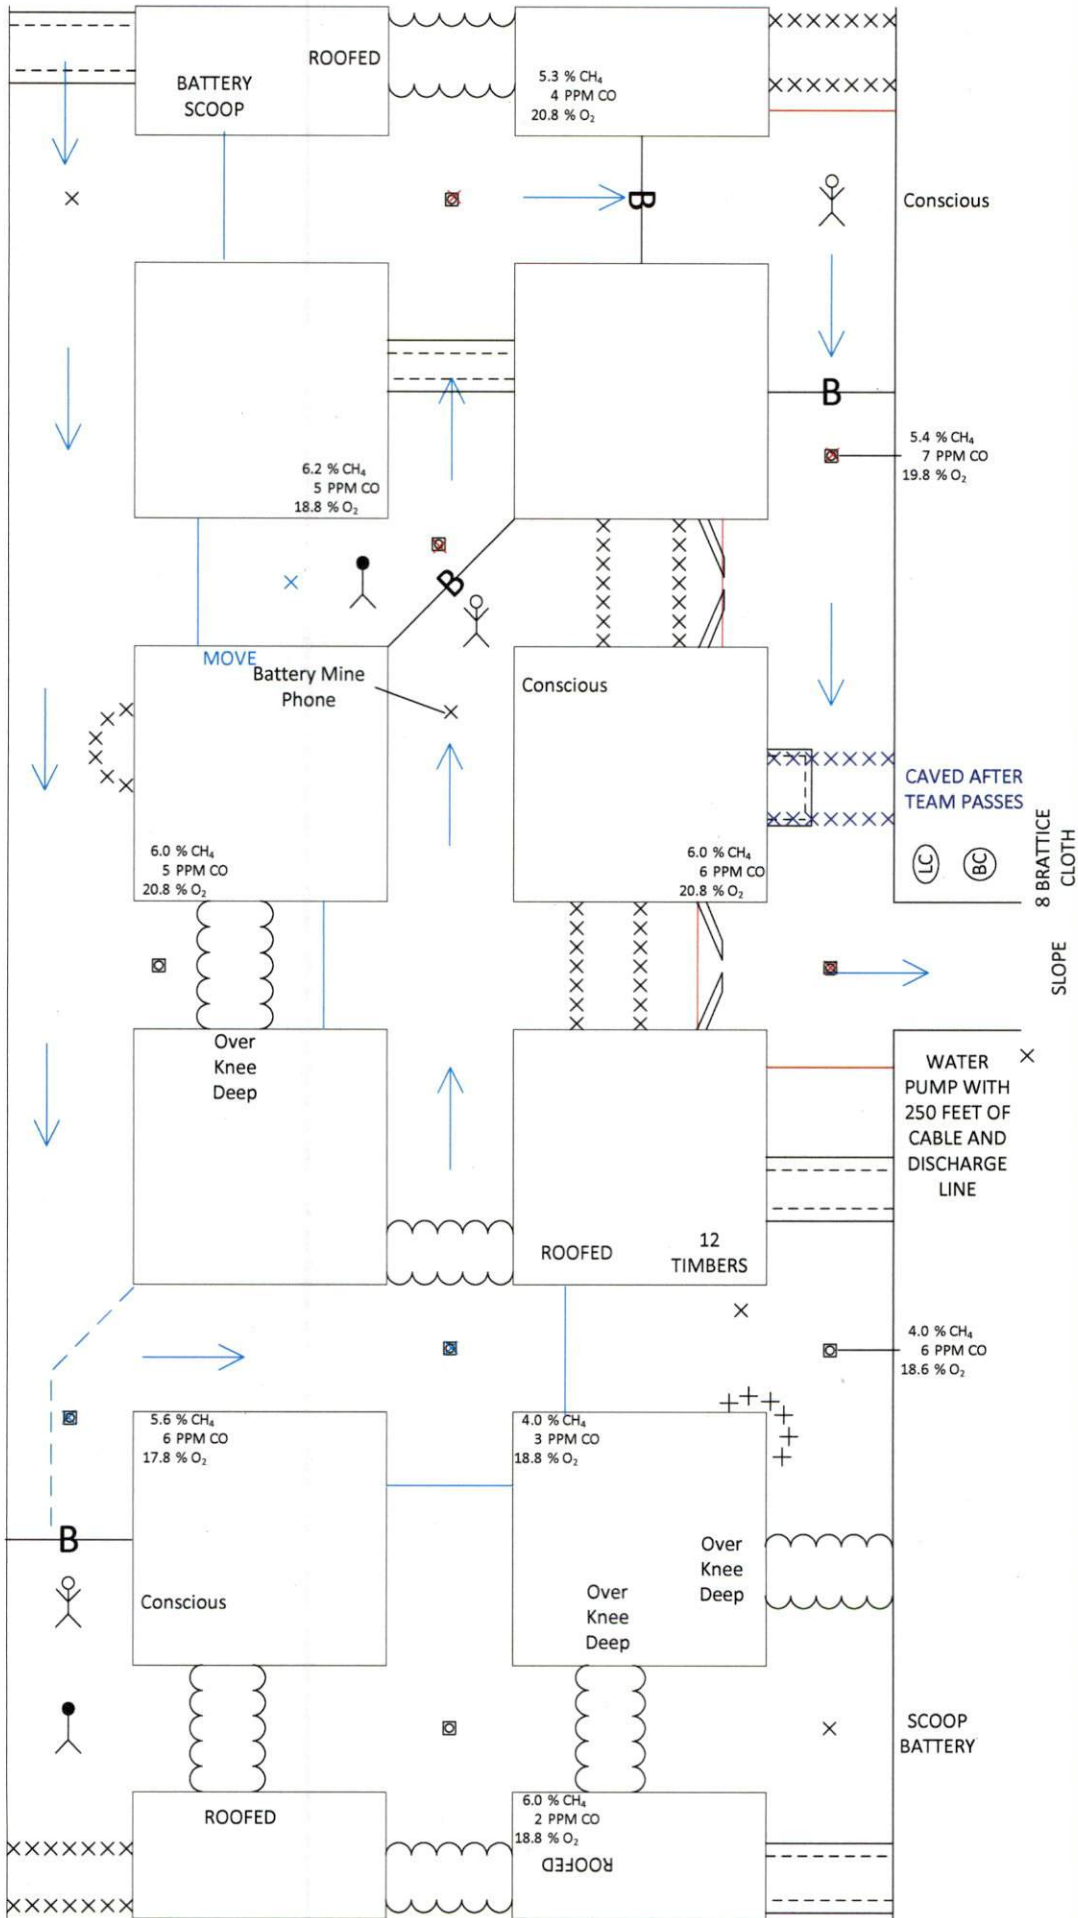 ROOFED
BATTERY
SCOOP
5.3 % CH₄
4 PPM CO
20.8 % O₂
B
Conscious
B
5.4 % CH₄
7 PPM CO
19.8 % O₂
6.2 % CH₄
5 PPM CO
18.8 % O₂
B
MOVE
Battery Mine
Phone
Conscious
CAVED AFTER
TEAM PASSES
6.0 % CH₄
5 PPM CO
20.8 % O₂
6.0 % CH₄
6 PPM CO
20.8 % O₂
LC
BC
8 BRATTICE
CLOTH
SLOPE
Over
Knee
Deep
WATER
PUMP WITH
250 FEET OF
CABLE AND
DISCHARGE
LINE
ROOFED
12
TIMBERS
4.0 % CH₄
6 PPM CO
18.6 % O₂
5.6 % CH₄
6 PPM CO
17.8 % O₂
4.0 % CH₄
3 PPM CO
18.8 % O₂
B
Conscious
Over
Knee
Deep
Over
Knee
Deep
SCOOP
BATTERY
ROOFED
6.0 % CH₄
2 PPM CO
18.8 % O₂
ROOFED